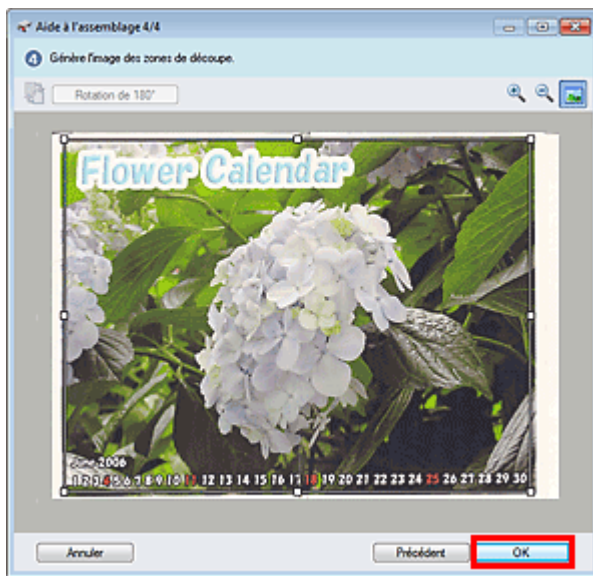 Aide à l'assemblage 4/4
4 Génère l'image des zones de découpe.
Rotation de 180°
Flower Calendar
June 2006
1 2 3 4 5 6 7 8 9 10 11 12 13 14 15 16 17 18 19 20 21 22 23 24 25 26 27 28 29 30
Annuler Précédent OK